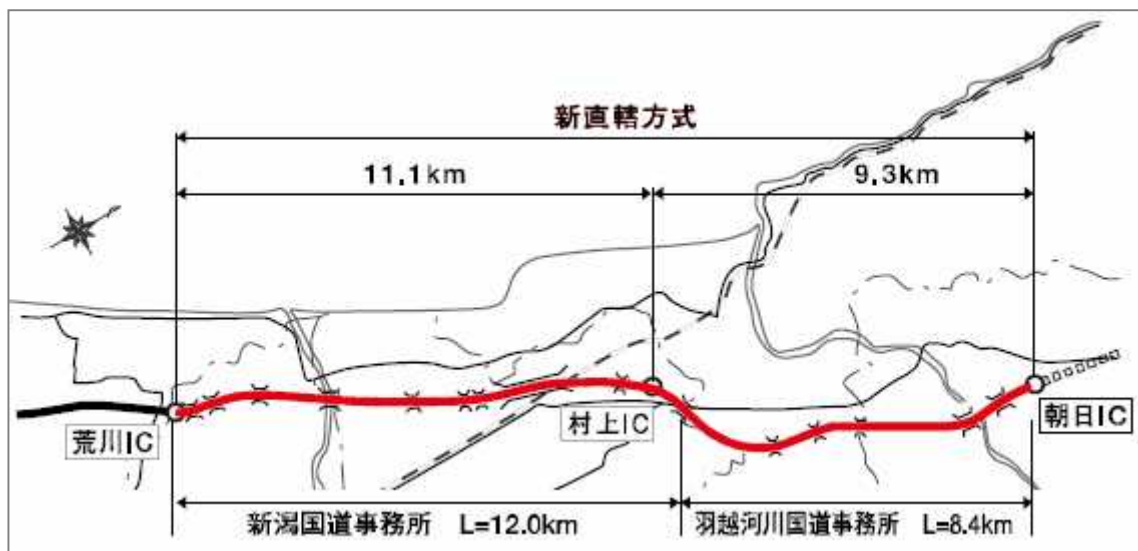 新直轄方式
11.1km
9.3km
荒川IC
村上IC
朝日IC
新潟国道事務所 L=12.0km
羽越河川国道事務所 L=8.4km